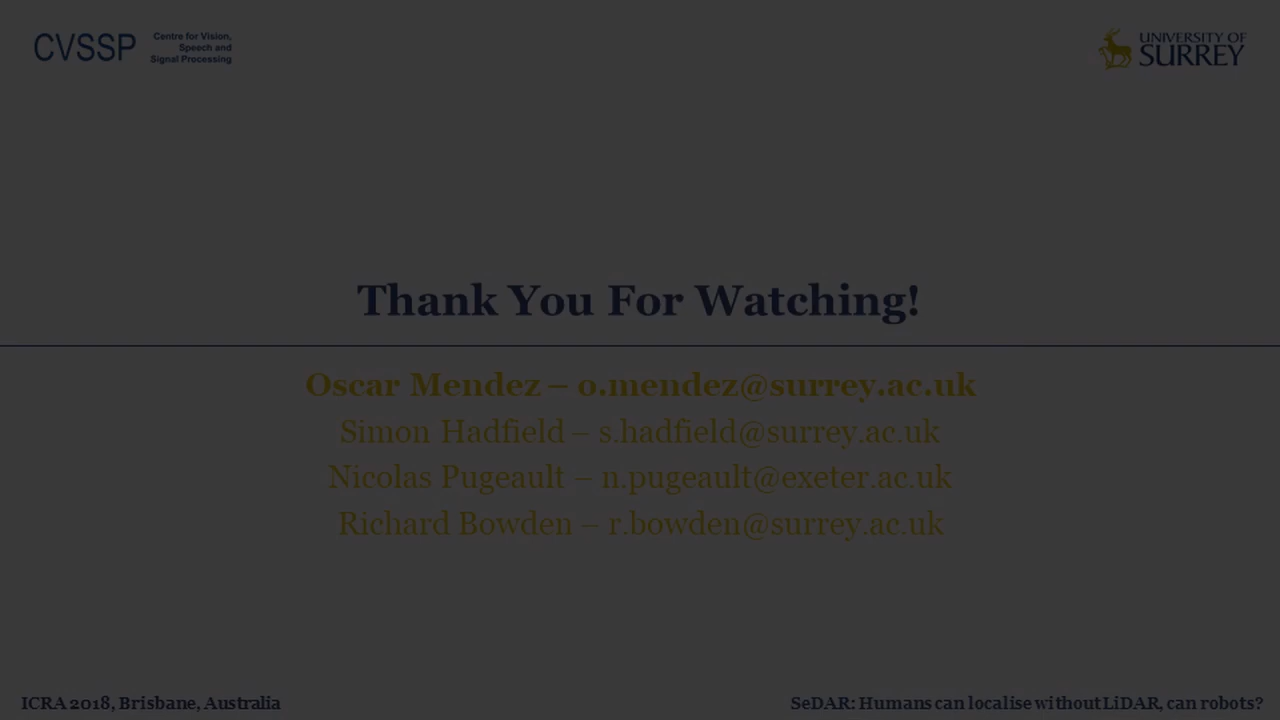 CVSSP
Centre for Vision,
Speech and
Signal Processing
UNIVERSITY OF
SURREY
Thank You For Watching!
Oscar Mendez – o.mendez@surrey.ac.uk
Simon Hadfield – s.hadfield@surrey.ac.uk
Nicolas Pugeault – n.pugeault@exeter.ac.uk
Richard Bowden – r.bowden@surrey.ac.uk
ICRA 2018, Brisbane, Australia
SeDAR: Humans can localise without LiDAR, can robots?